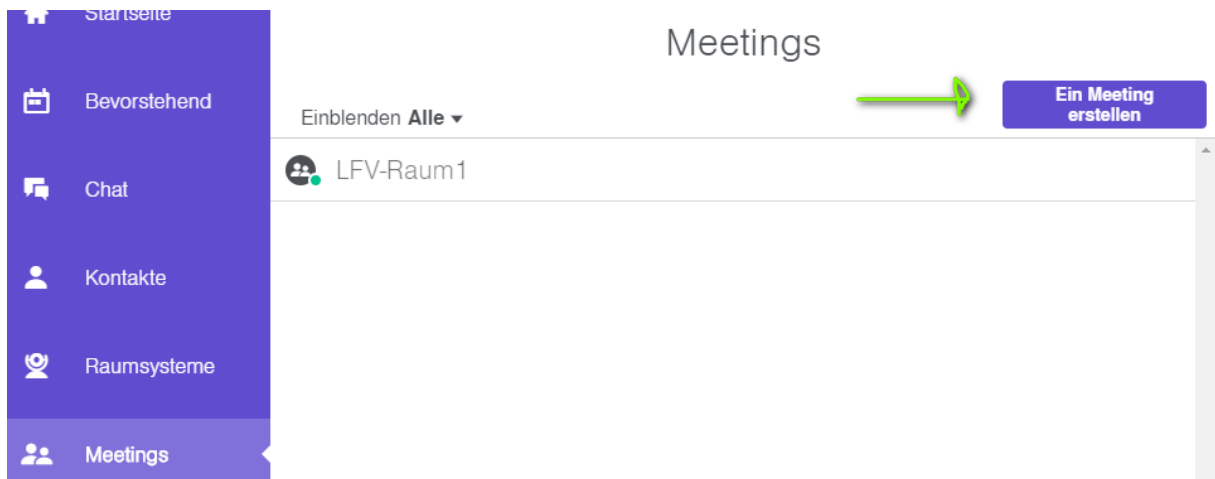 Startseite
Meetings
Bevorstehend
Einblenden Alle
Ein Meeting
erstellen
LFV-Raum1
Chat
Kontakte
Raumsysteme
Meetings